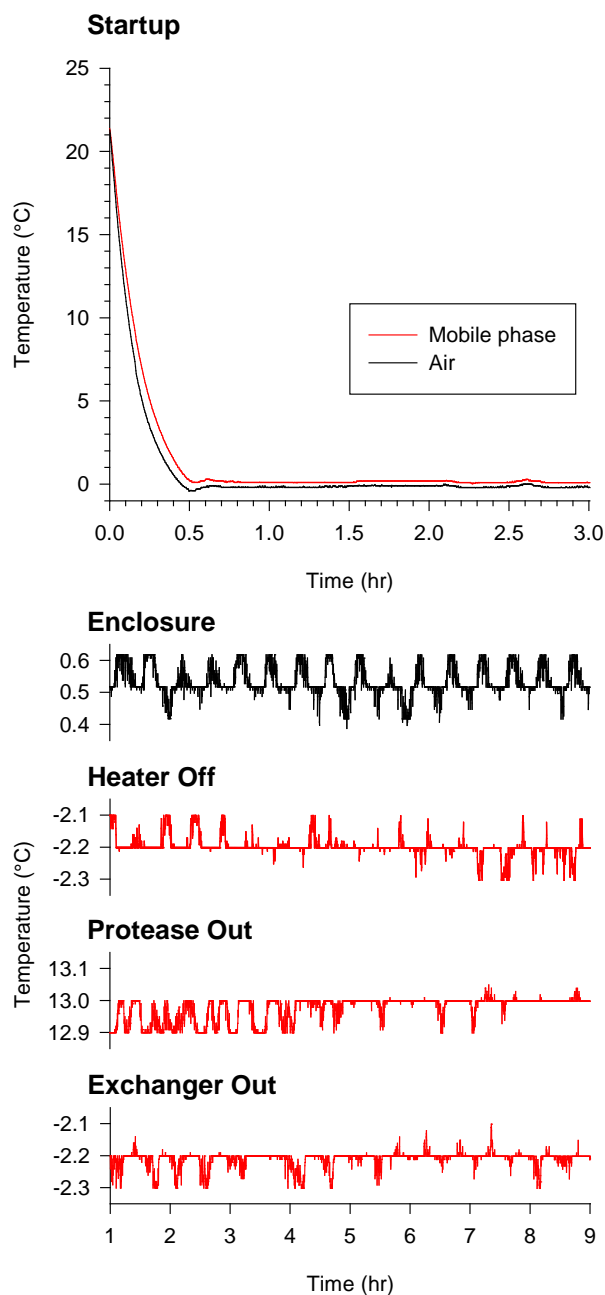 Startup
25
20
15
10
5
0
Temperature (°C)
Mobile phase
Air
0.0 0.5 1.0 1.5 2.0 2.5 3.0
Time (hr)
Enclosure
0.6
0.5
0.4
Heater Off
-2.1
-2.2
-2.3
Protease Out
13.1
13.0
12.9
Temperature (°C)
Exchanger Out
-2.1
-2.2
-2.3
1 2 3 4 5 6 7 8 9
Time (hr)